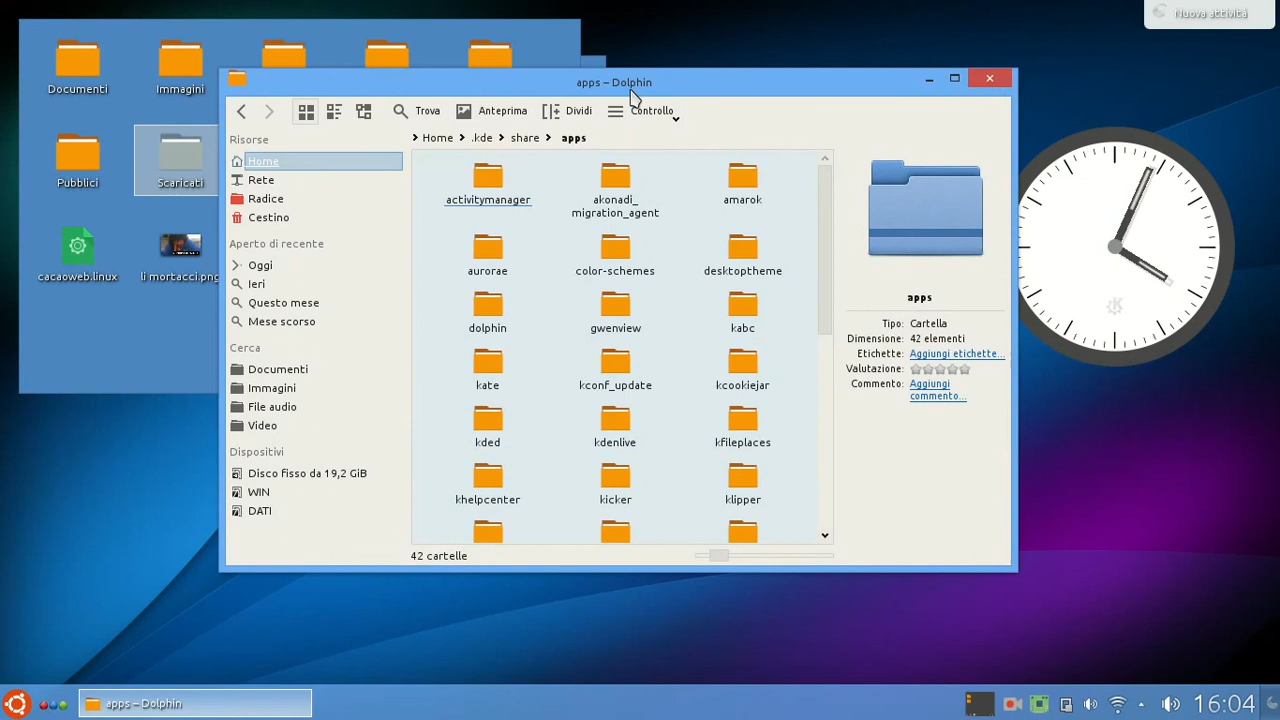 Nuova attività
Documenti
Immagini
Pubblici
Scaricati
cacaoweb.linux
li mortacci.png
apps – Dolphin
Trova
Anteprima
Dividi
Controllo
Risorse
Home
Rete
Radice
Cestino
Aperto di recente
Oggi
Ieri
Questo mese
Mese scorso
Cerca
Documenti
Immagini
File audio
Video
Dispositivi
Disco fisso da 19,2 GiB
WIN
DATI
Home > .kde > share > apps
activitymanager
akonadi_
migration_agent
amarok
aurorae
color-schemes
desktoptheme
dolphin
gwenview
kabc
kate
kconf_update
kcookiejar
kded
kdenlive
kfileplaces
khelpcenter
kicker
klipper
42 cartelle
apps
Tipo: Cartella
Dimensione: 42 elementi
Etichette: Aggiungi etichette...
Valutazione:
Commento: Aggiungi
commento...
apps – Dolphin
16:04